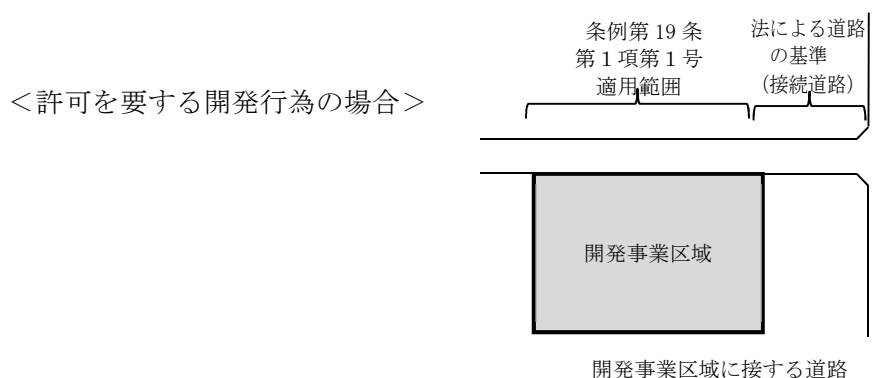 条例第 19 条
第１項第１号
適用範囲
法による道路
の基準
（接続道路）
＜許可を要する開発行為の場合＞
開発事業区域
開発事業区域に接する道路